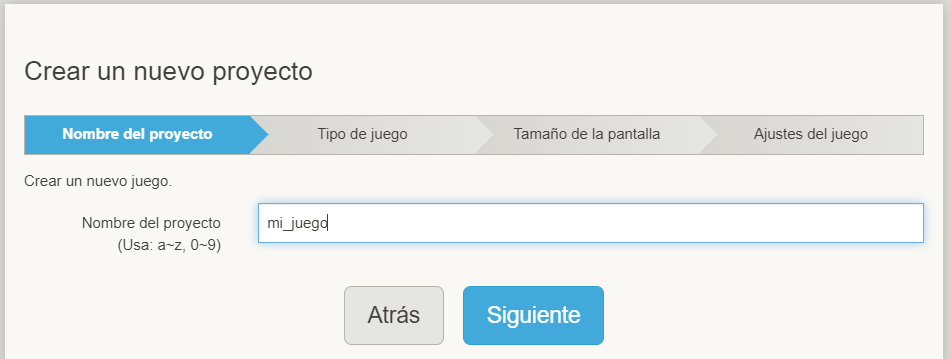 Crear un nuevo proyecto
Nombre del proyecto
Tipo de juego
Tamaño de la pantalla
Ajustes del juego
Crear un nuevo juego.
Nombre del proyecto
(Usa: a~z, 0~9)
mi_juego
Atrás
Siguiente